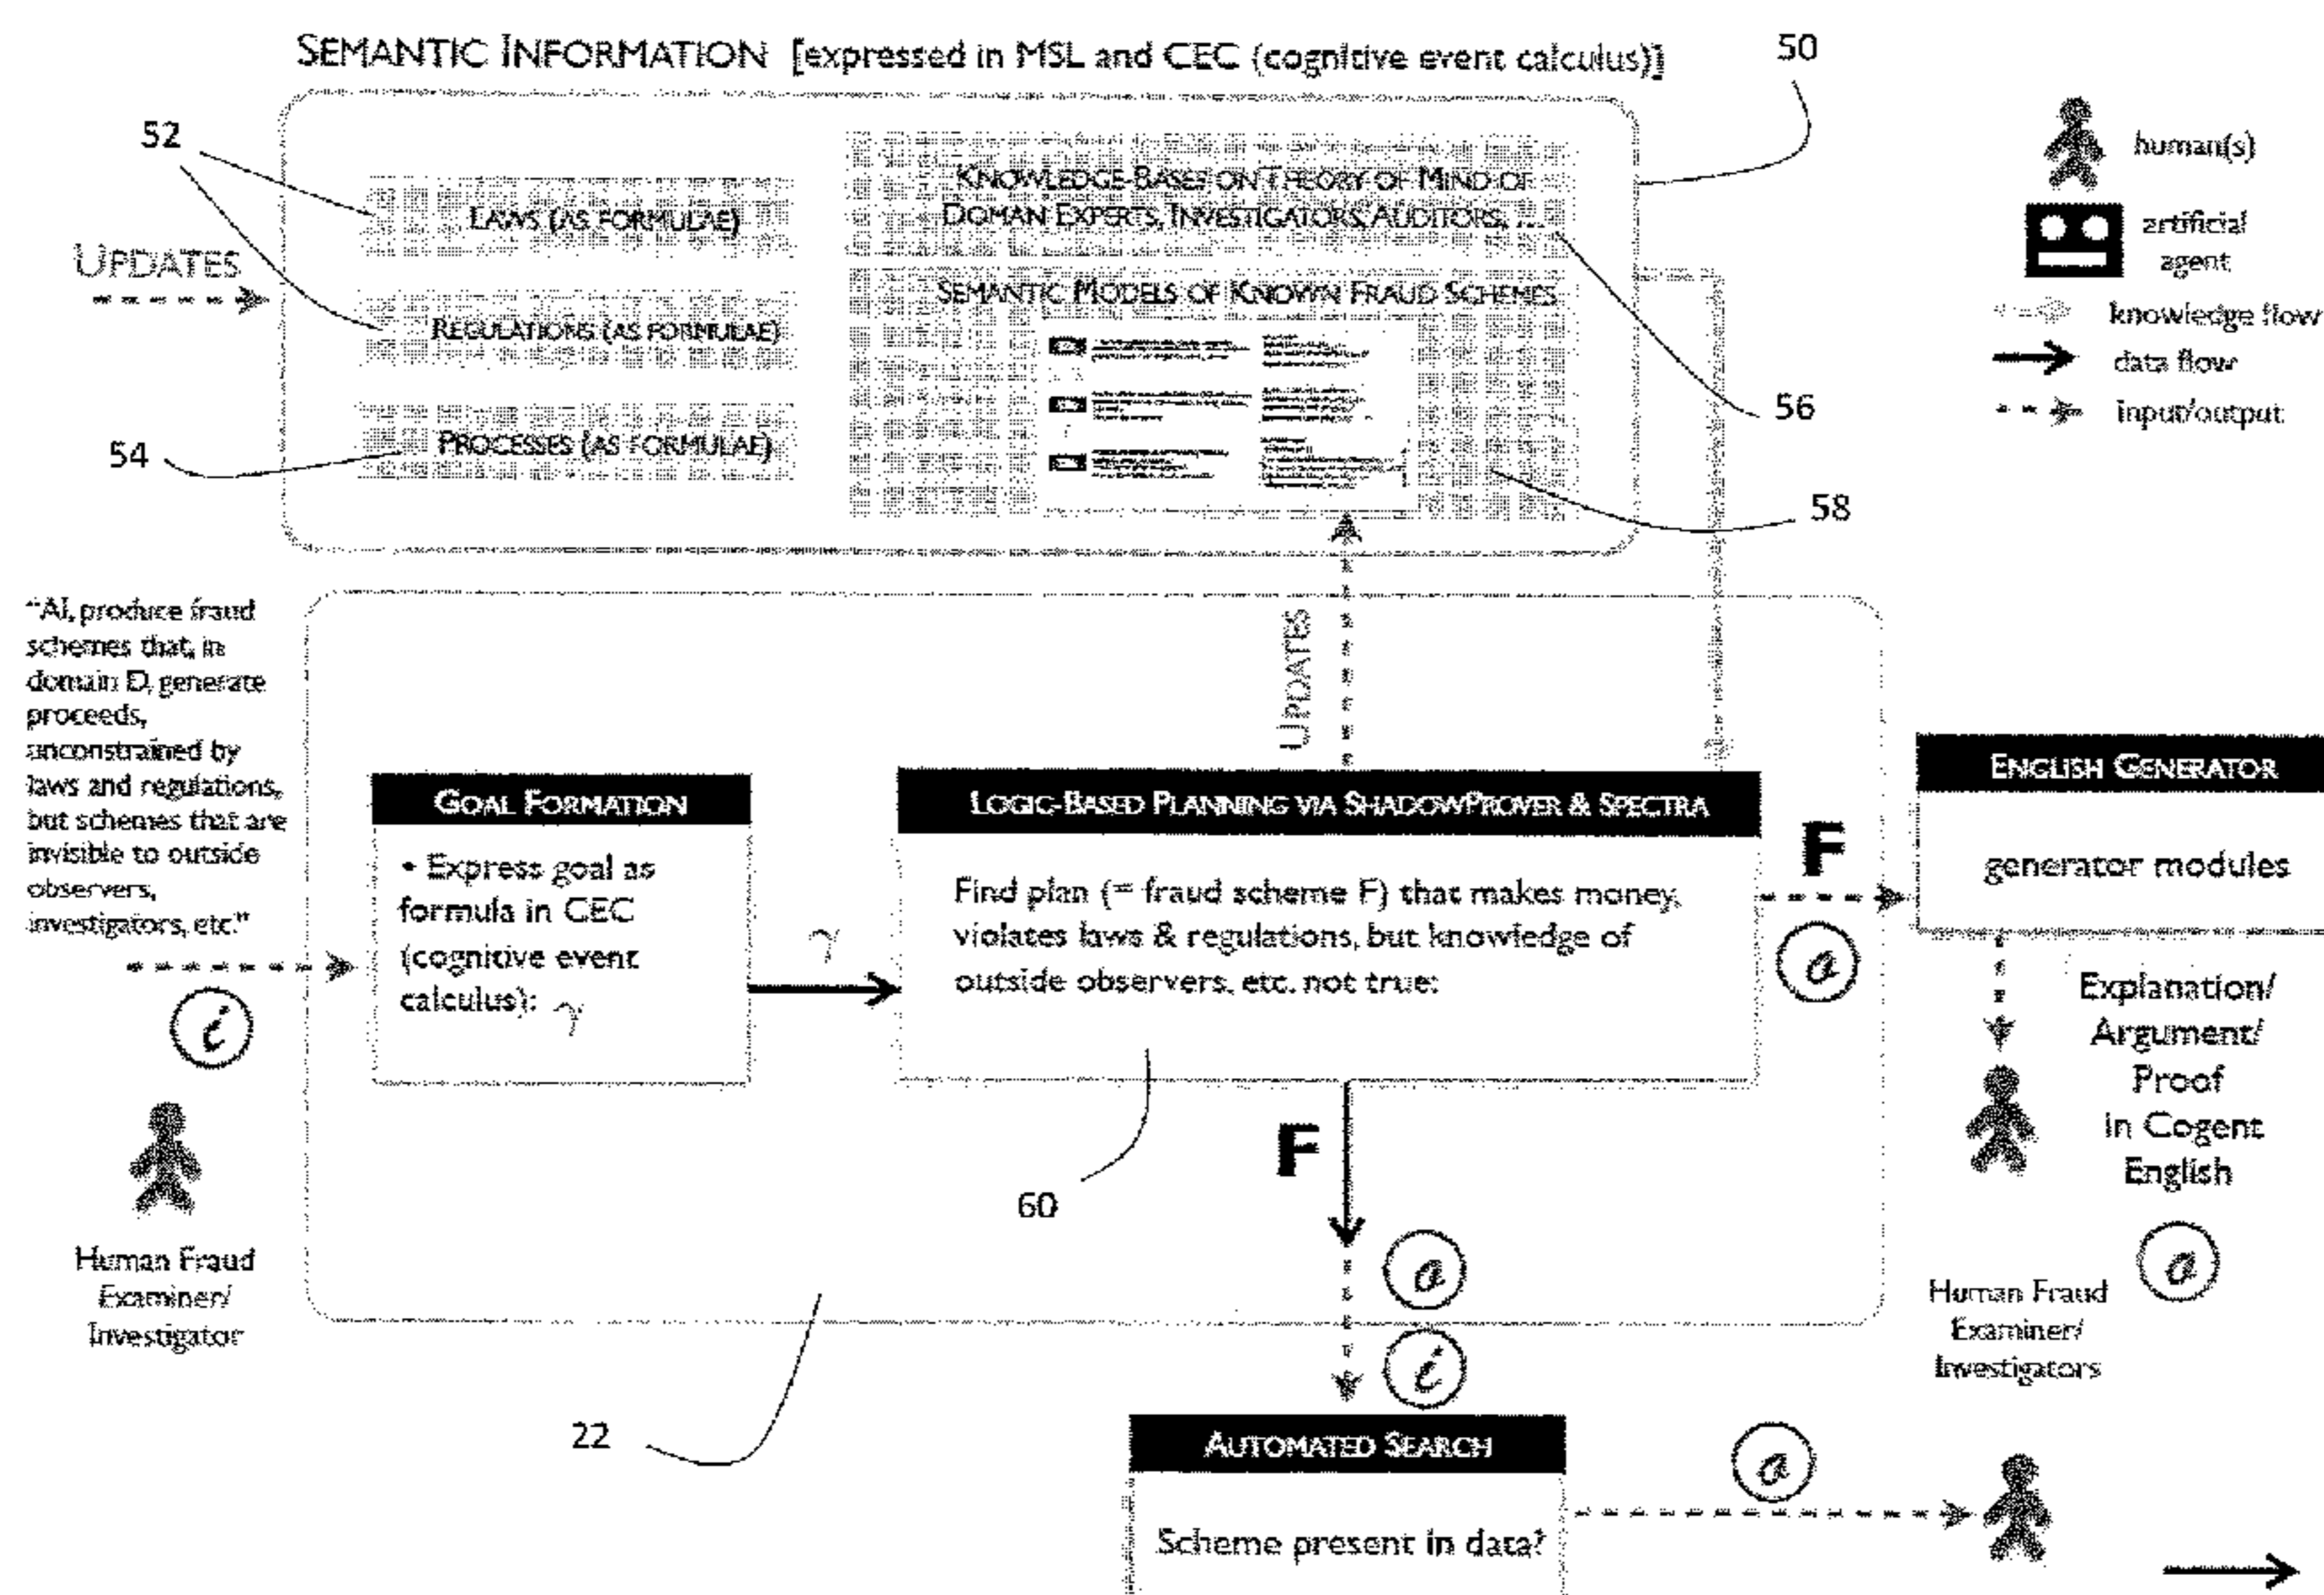 SEMANTIC INFORMATION [expressed in MSL and CEC (cognitive event calculus)]
50
52
LAWS (AS FORMULAE)
REGULATIONS (AS FORMULAE)
PROCESSES (AS FORMULAE)
54
UPDATES
KNOWLEDGE-BASES ON THEORY OF MIND OF
DOMAN EXPERTS, INVESTIGATORS, AUDITORS, ...
SEMANTIC MODELS OF KNOWN FRAUD SCHEMES
56
58
human(s)
artificial
agent
knowledge flow
data flow
input/output
"AI, produce fraud
schemes that, in
domain D, generate
proceeds,
unconstrained by
laws and regulations,
but schemes that are
invisible to outside
observers,
investigators, etc."
i
Human Fraud
Examiner/
Investigator
GOAL FORMATION
• Express goal as
formula in CEC
(cognitive event
calculus): γ
γ
UPDATES
LOGIC-BASED PLANNING VIA SHADOWPROVER & SPECTRA
Find plan (= fraud scheme F) that makes money,
violates laws & regulations, but knowledge of
outside observers, etc. not true:
60
F
a
ENGLISH GENERATOR
generator modules
Explanation/
Argument/
Proof
in Cogent
English
a
Human Fraud
Examiner/
Investigators
F
a
i
22
AUTOMATED SEARCH
Scheme present in data?
a